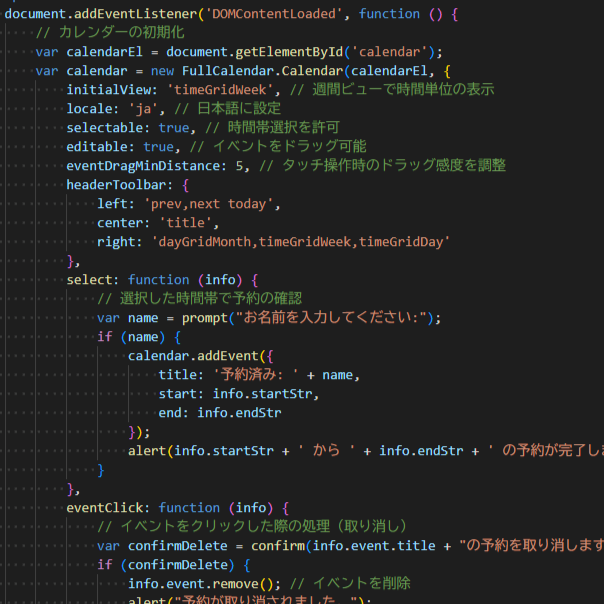 document.addEventListener('DOMContentLoaded', function () {
// カレンダーの初期化
var calendarEl = document.getElementById('calendar');
var calendar = new FullCalendar.Calendar(calendarEl, {
initialView: 'timeGridWeek', // 週間ビューで時間単位の表示
locale: 'ja', // 日本語に設定
selectable: true, // 時間帯選択を許可
editable: true, // イベントをドラッグ可能
eventDragMinDistance: 5, // タッチ操作時のドラッグ感度を調整
headerToolbar: {
left: 'prev,next today',
center: 'title',
right: 'dayGridMonth,timeGridWeek,timeGridDay'
},
select: function (info) {
// 選択した時間帯で予約の確認
var name = prompt("お名前を入力してください:");
if (name) {
calendar.addEvent({
title: '予約済み: ' + name,
start: info.startStr,
end: info.endStr
});
alert(info.startStr + ' から ' + info.endStr + ' の予約が完了しま
}
},
eventClick: function (info) {
// イベントをクリックした際の処理（取り消し）
var confirmDelete = confirm(info.event.title + "の予約を取り消します
if (confirmDelete) {
info.event.remove(); // イベントを削除
alert("予約が取り消されました。");